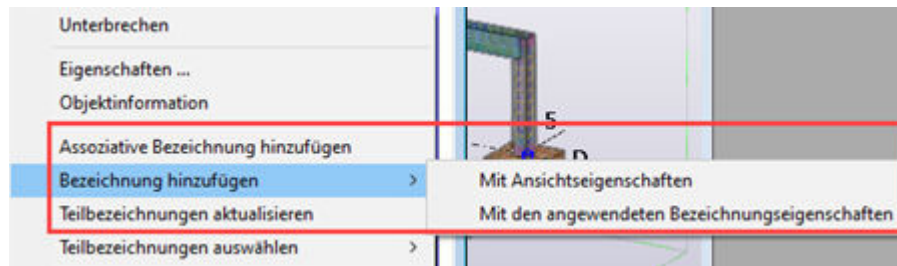 Unterbrechen
Eigenschaften ...
Objektinformation
5
Assoziative Bezeichnung hinzufügen
D
Bezeichnung hinzufügen >
Mit Ansichtseigenschaften
Teilbezeichnungen aktualisieren
Mit den angewendeten Bezeichnungseigenschaften
Teilbezeichnungen auswählen >